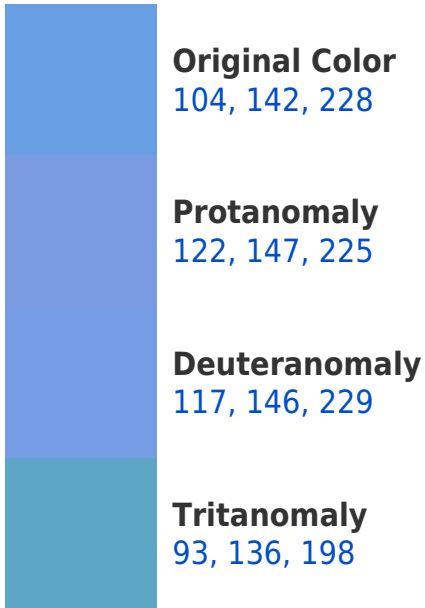 Original Color
104, 142, 228
Protanomaly
122, 147, 225
Deuteranomaly
117, 146, 229
Tritanomaly
93, 136, 198